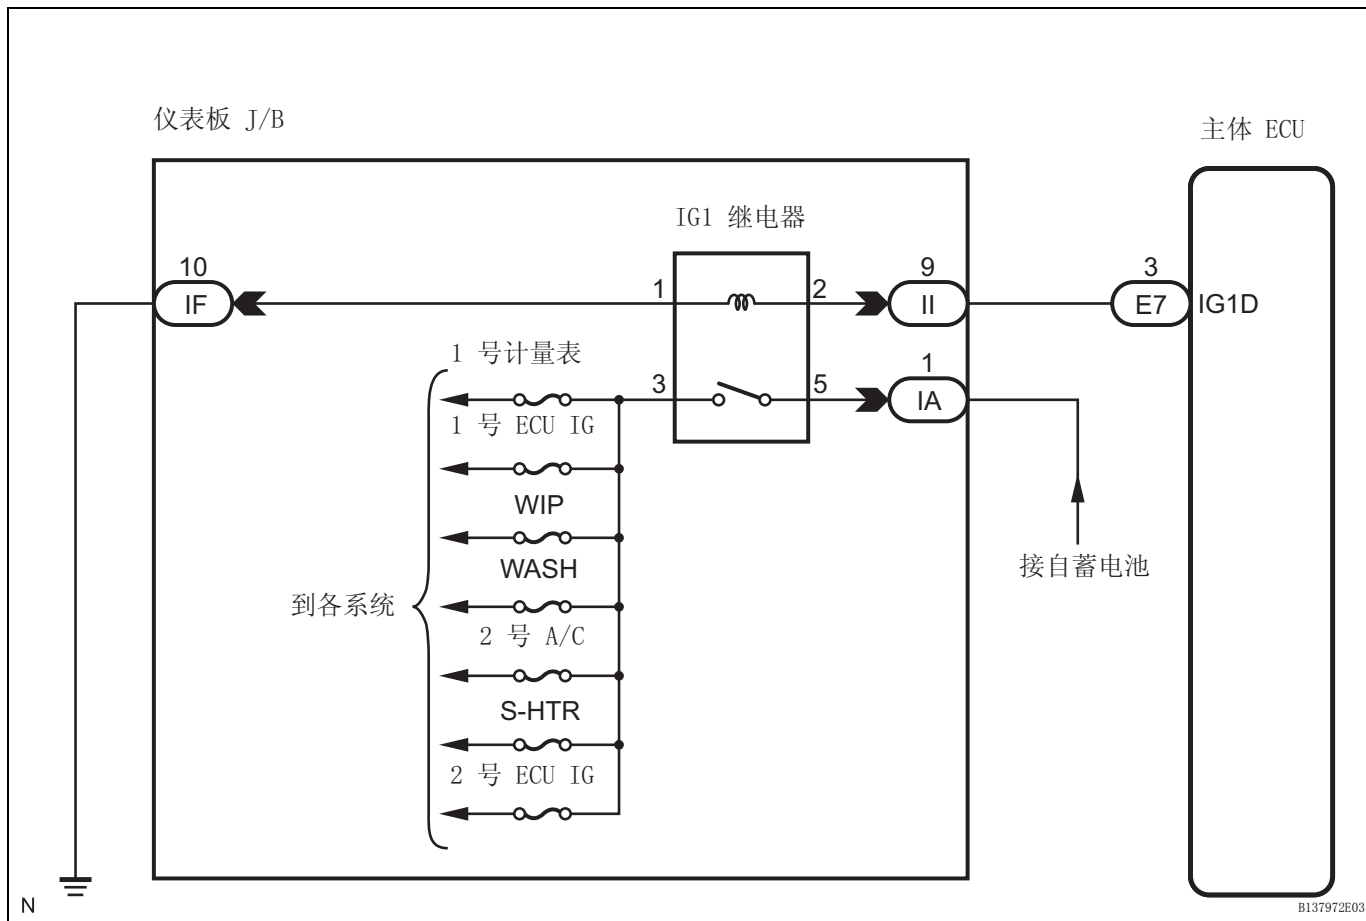 仪表板 J/B
主体 ECU
IG1 继电器
10
IF
1
2
9
II
3
E7
IG1D
1 号计量表
3
5
1
IA
1 号 ECU IG
WIP
WASH
接自蓄电池
到各系统
2 号 A/C
S-HTR
2 号 ECU IG
N
B137972E03